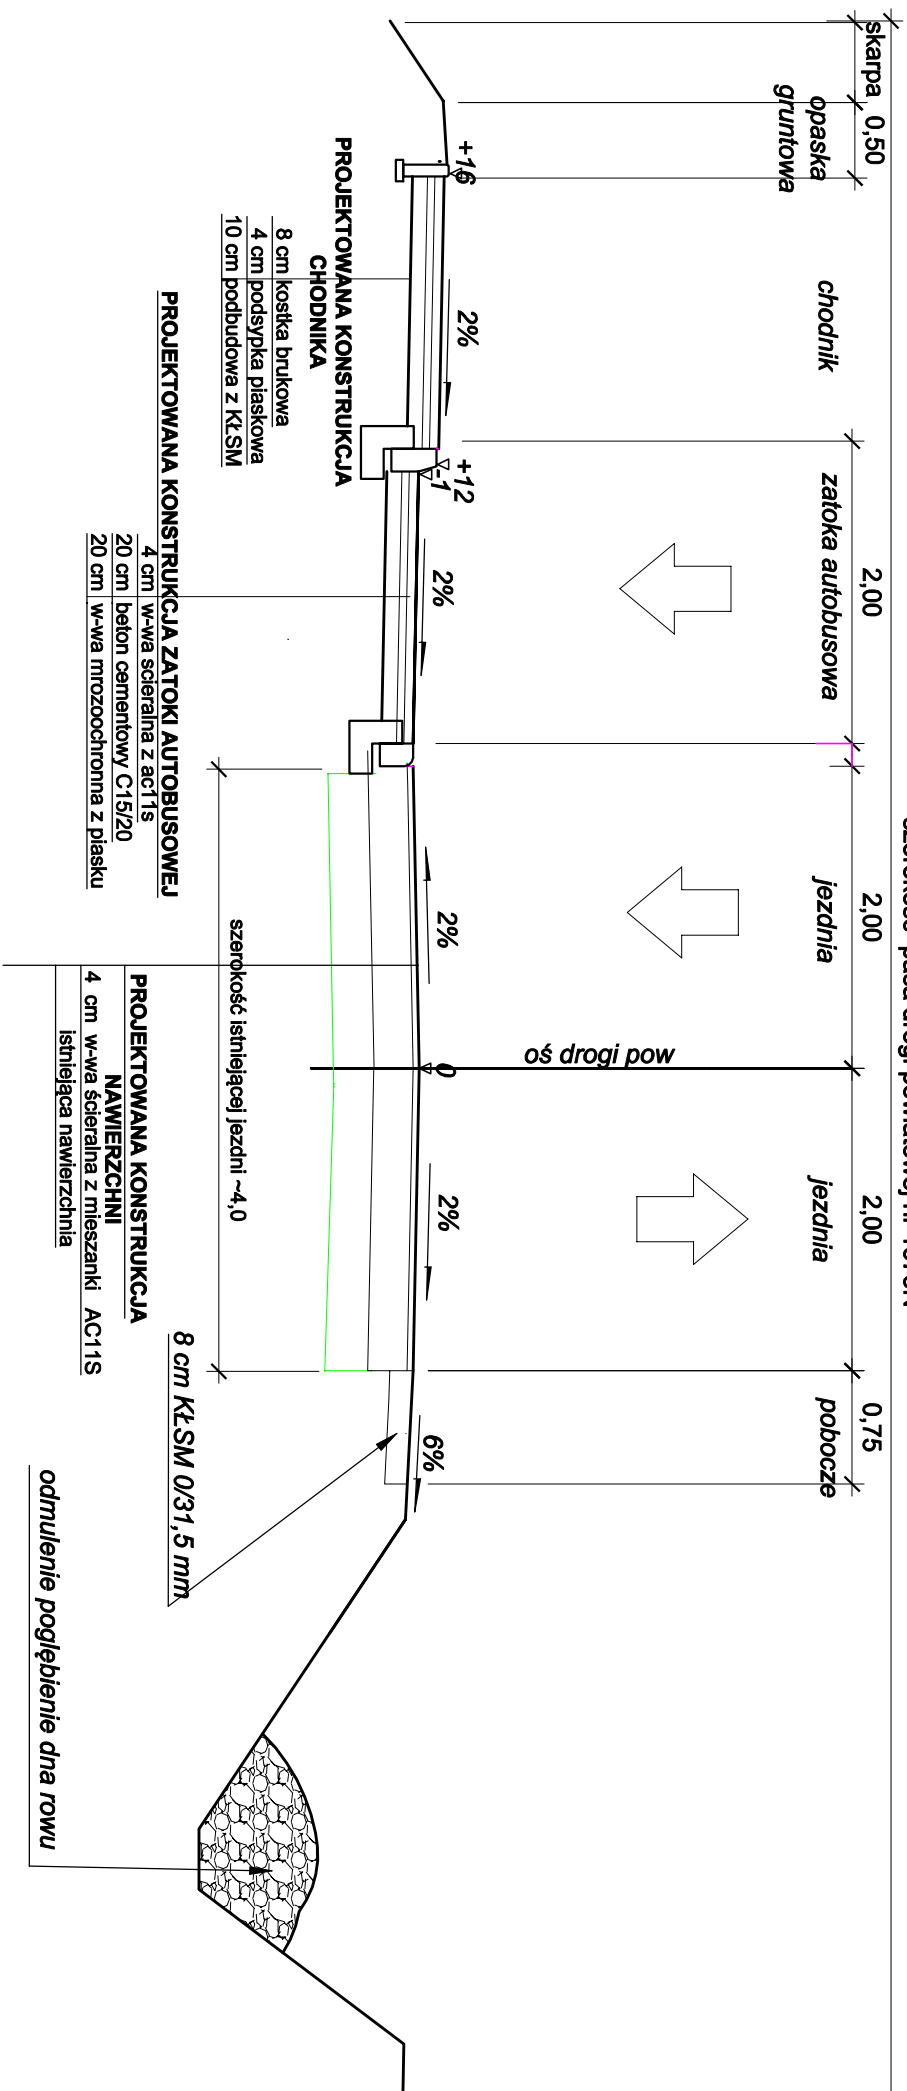 skarpa
0,50
2,00
2,00
2,00
0,75
opaska
gruntowa
chodnik
zatoka autobusowa
jezdnia
jezdnia
pobocze
oś drogi pow
+16
2%
+12
-1
2%
2%
0
2%
6%
PROJEKTOWANA KONSTRUKCJA
CHODNIKA
8 cm kostka brukowa
4 cm podsypka piaskowa
10 cm podbudowa z KŁSM
PROJEKTOWANA KONSTRUKCJA ZATOKI AUTOBUSOWEJ
4 cm w-wa scieralna z ac11s
20 cm beton cementowy C15/20
20 cm w-wa mrozoochronna z piasku
szerokość istniejącej jezdni ~4,0
PROJEKTOWANA KONSTRUKCJA
NAWIERZCHNI
4 cm w-wa ścieralna z mieszanki AC11S
istniejąca nawierzchnia
8 cm KŁSM 0/31,5 mm
odmulenie pogłębienie dna rowu